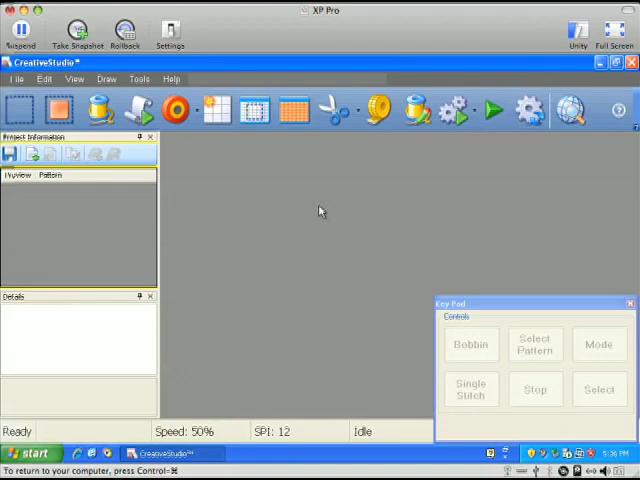 XP Pro
Suspend
Take Snapshot
Rollback
Settings
Unity
Full Screen
CreativeStudio™
File Edit View Draw Tools Help
Project Information
Preview Pattern
Details
Key Pad
Controls
Bobbin
Select Pattern
Mode
Single Stitch
Stop
Select
Ready
Speed: 50%
SPI: 12
Idle
start
CreativeStudio™
5:36 PM
To return to your computer, press Control-⌘